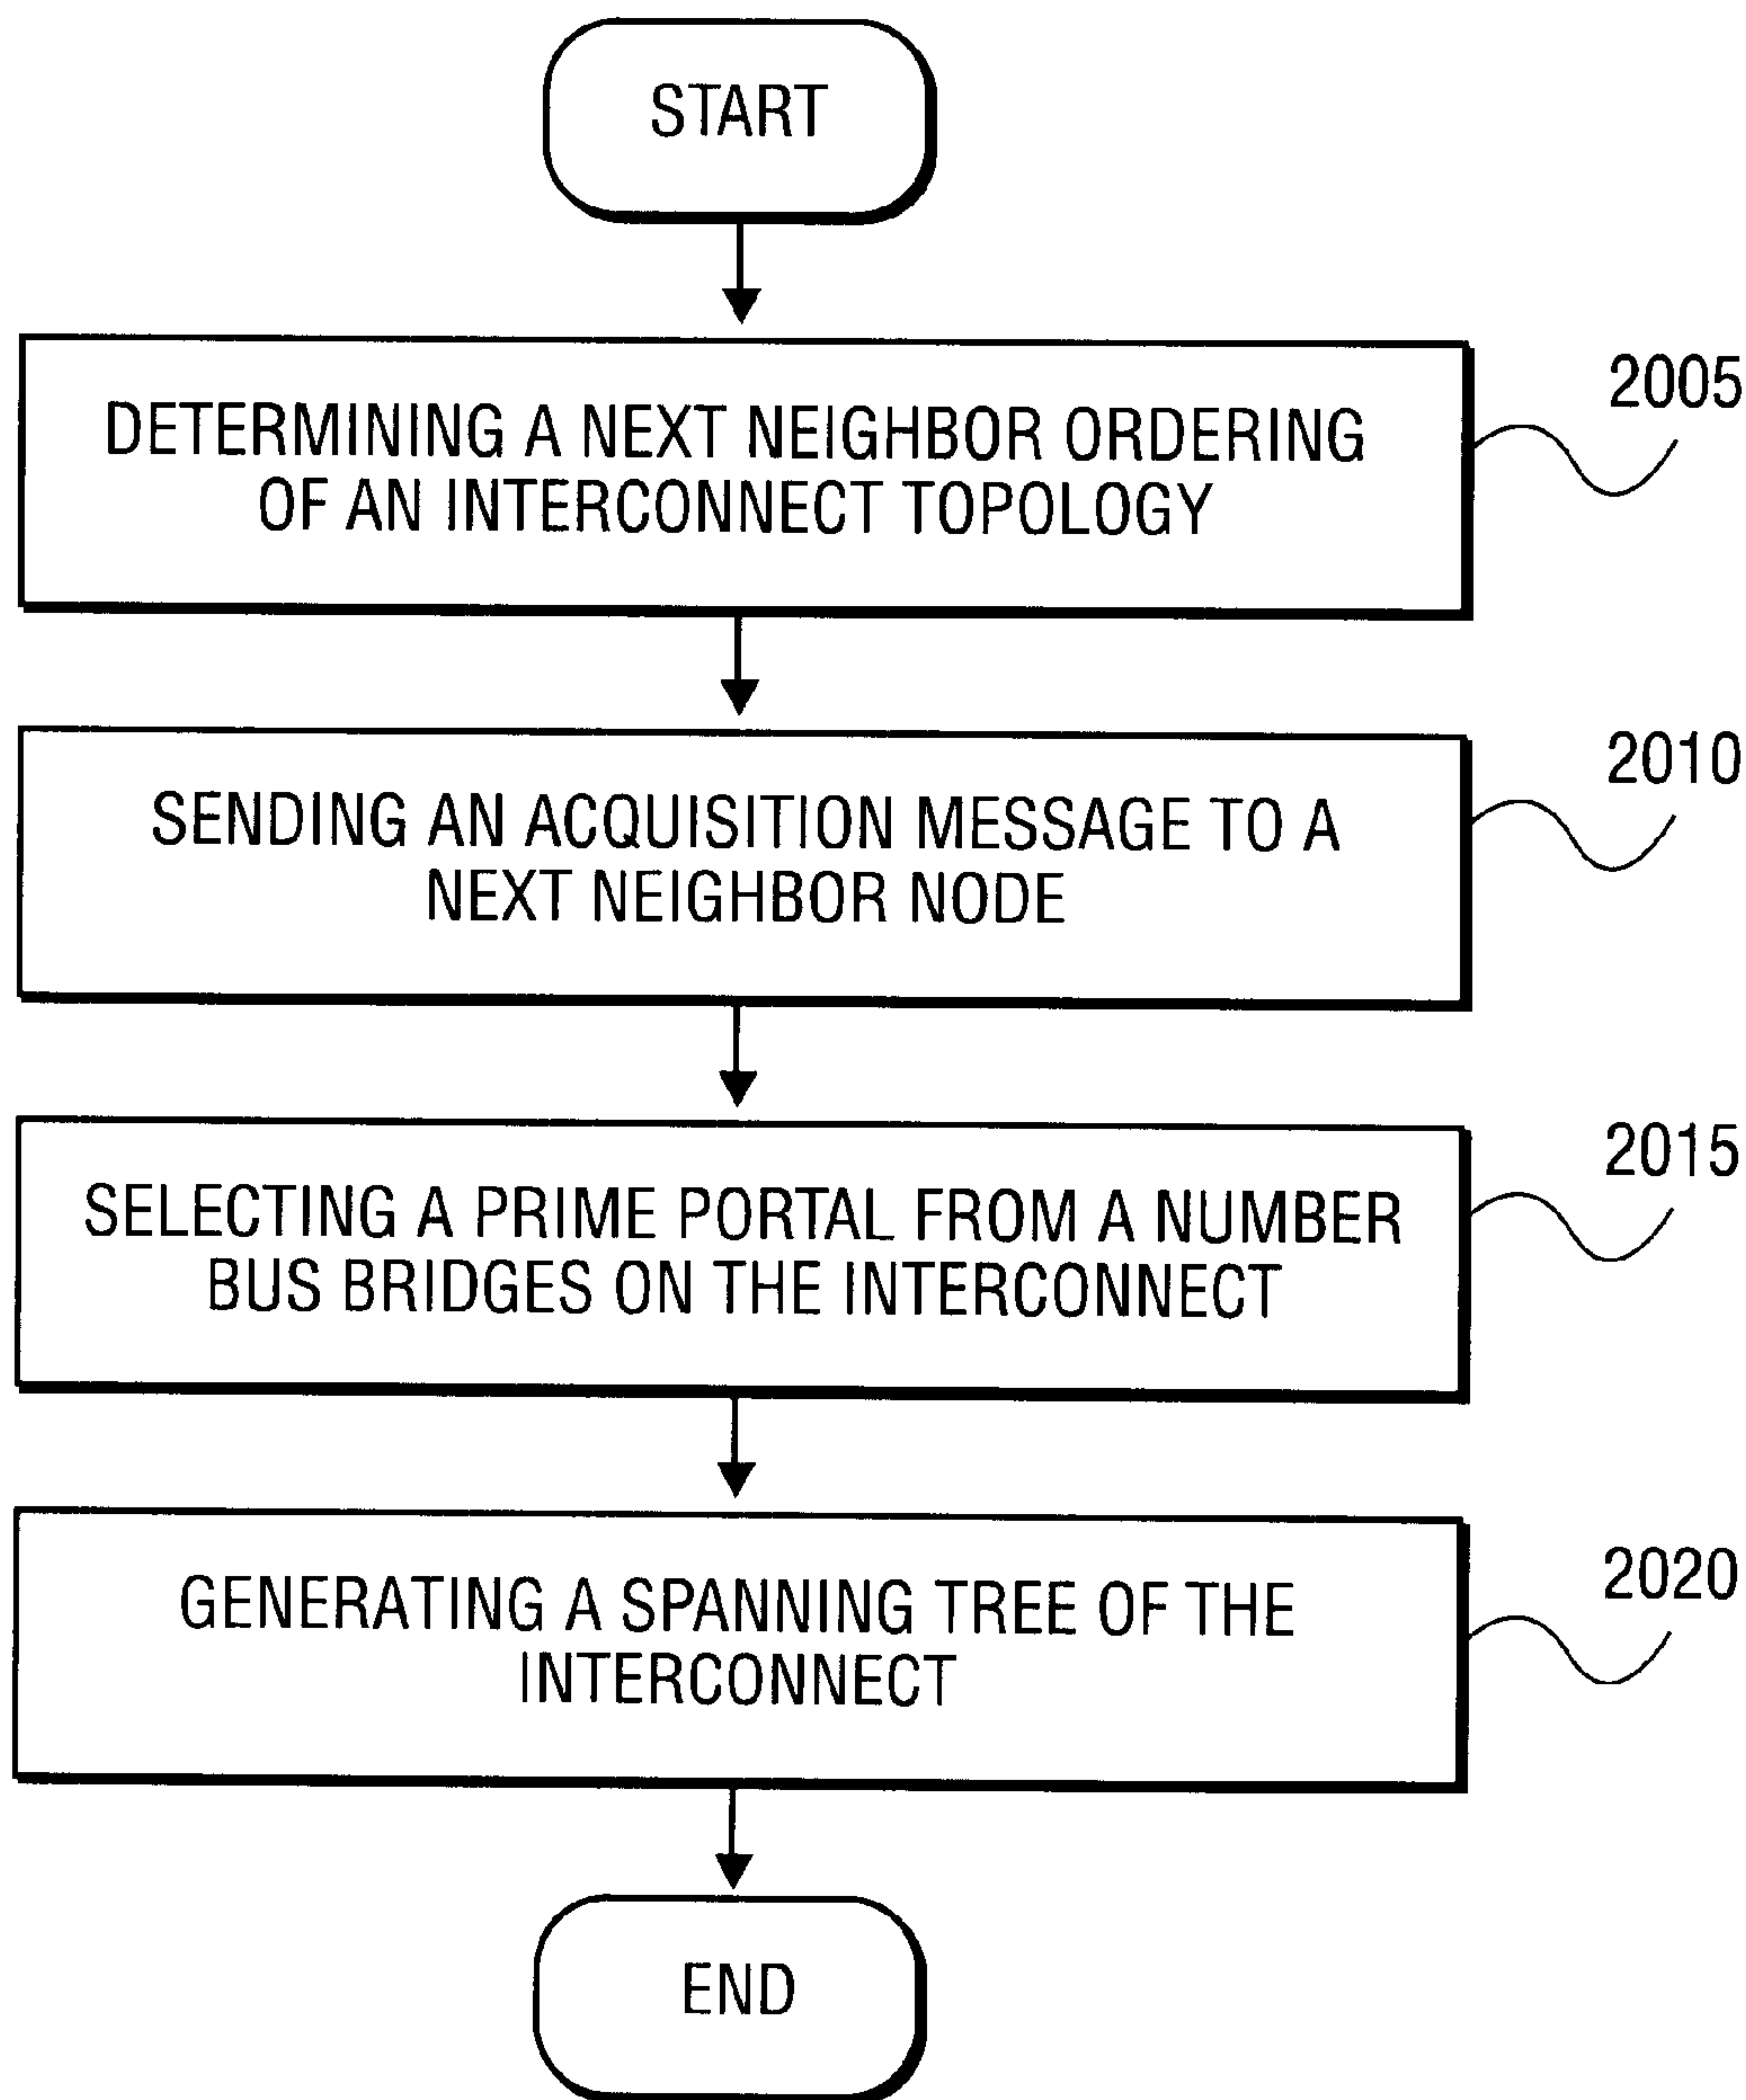 START
DETERMINING A NEXT NEIGHBOR ORDERING
OF AN INTERCONNECT TOPOLOGY
2005
SENDING AN ACQUISITION MESSAGE TO A
NEXT NEIGHBOR NODE
2010
SELECTING A PRIME PORTAL FROM A NUMBER
BUS BRIDGES ON THE INTERCONNECT
2015
GENERATING A SPANNING TREE OF THE
INTERCONNECT
2020
END